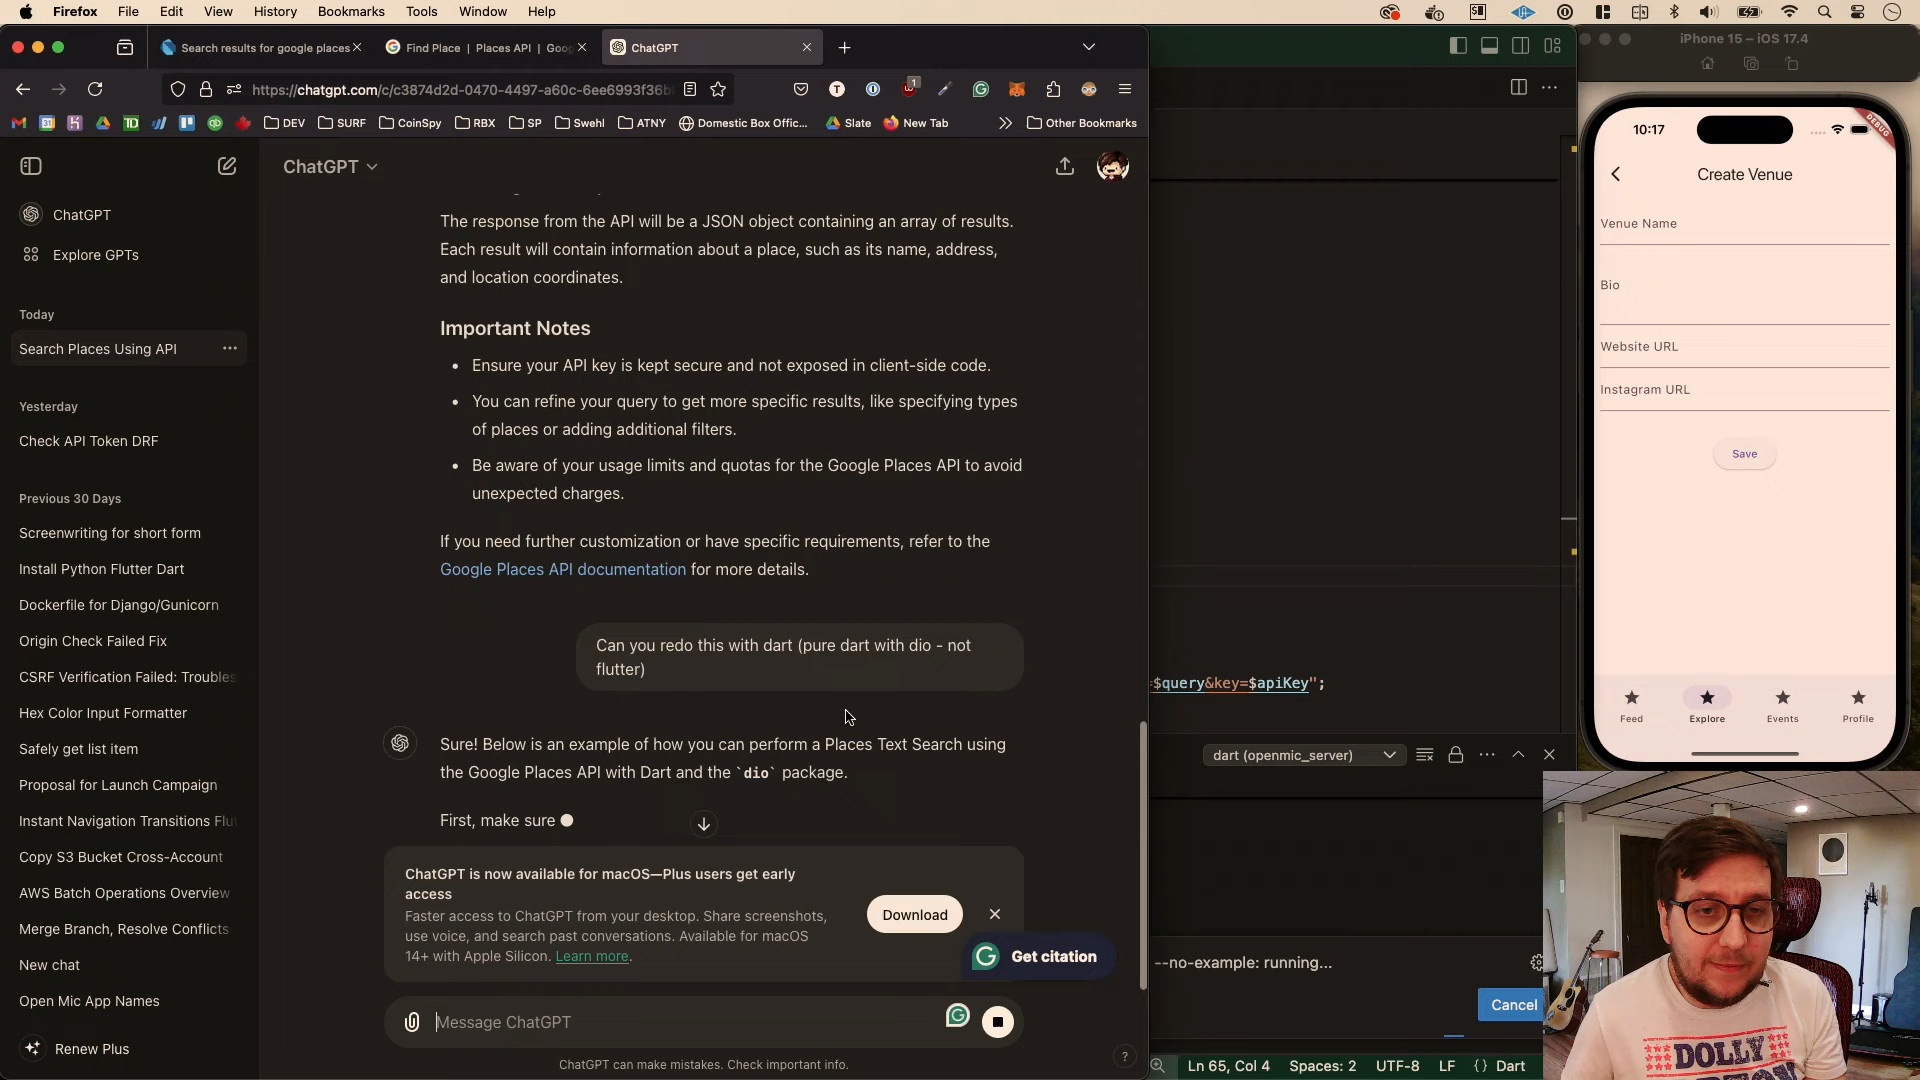 Firefox File Edit View History Bookmarks Tools Window Help
Search results for google places
Find Place | Places API | Goo
ChatGPT
https://chatgpt.com/c/c3874d2d-0470-4497-a60c-6ee6993f36b
1
DEV SURF CoinSpy RBX SP Swehl ATNY Domestic Box Offic... Slate New Tab Other Bookmarks
ChatGPT
ChatGPT
Explore GPTs
Today
Search Places Using API
Yesterday
Check API Token DRF
Previous 30 Days
Screenwriting for short form
Install Python Flutter Dart
Dockerfile for Django/Gunicorn
Origin Check Failed Fix
CSRF Verification Failed: Troubles
Hex Color Input Formatter
Safely get list item
Proposal for Launch Campaign
Instant Navigation Transitions Flut
Copy S3 Bucket Cross-Account
AWS Batch Operations Overview
Merge Branch, Resolve Conflicts
New chat
Open Mic App Names
Renew Plus
The response from the API will be a JSON object containing an array of results.
Each result will contain information about a place, such as its name, address,
and location coordinates.
Important Notes
Ensure your API key is kept secure and not exposed in client-side code.
You can refine your query to get more specific results, like specifying types
of places or adding additional filters.
Be aware of your usage limits and quotas for the Google Places API to avoid
unexpected charges.
If you need further customization or have specific requirements, refer to the
Google Places API documentation for more details.
Can you redo this with dart (pure dart with dio - not
flutter)
Sure! Below is an example of how you can perform a Places Text Search using
the Google Places API with Dart and the `dio` package.
First, make sure
ChatGPT is now available for macOS—Plus users get early
access
Faster access to ChatGPT from your desktop. Share screenshots,
use voice, and search past conversations. Available for macOS
14+ with Apple Silicon. Learn more.
Download
Get citation
Message ChatGPT
ChatGPT can make mistakes. Check important info.
?
=$query&key=$apiKey";
dart (openmic_server)
--no-example: running...
Cancel
Ln 65, Col 4 Spaces: 2 UTF-8 LF {} Dart
iPhone 15 – iOS 17.4
10:17
DEBUG
Create Venue
Venue Name
Bio
Website URL
Instagram URL
Save
Feed Explore Events Profile
DOLLY